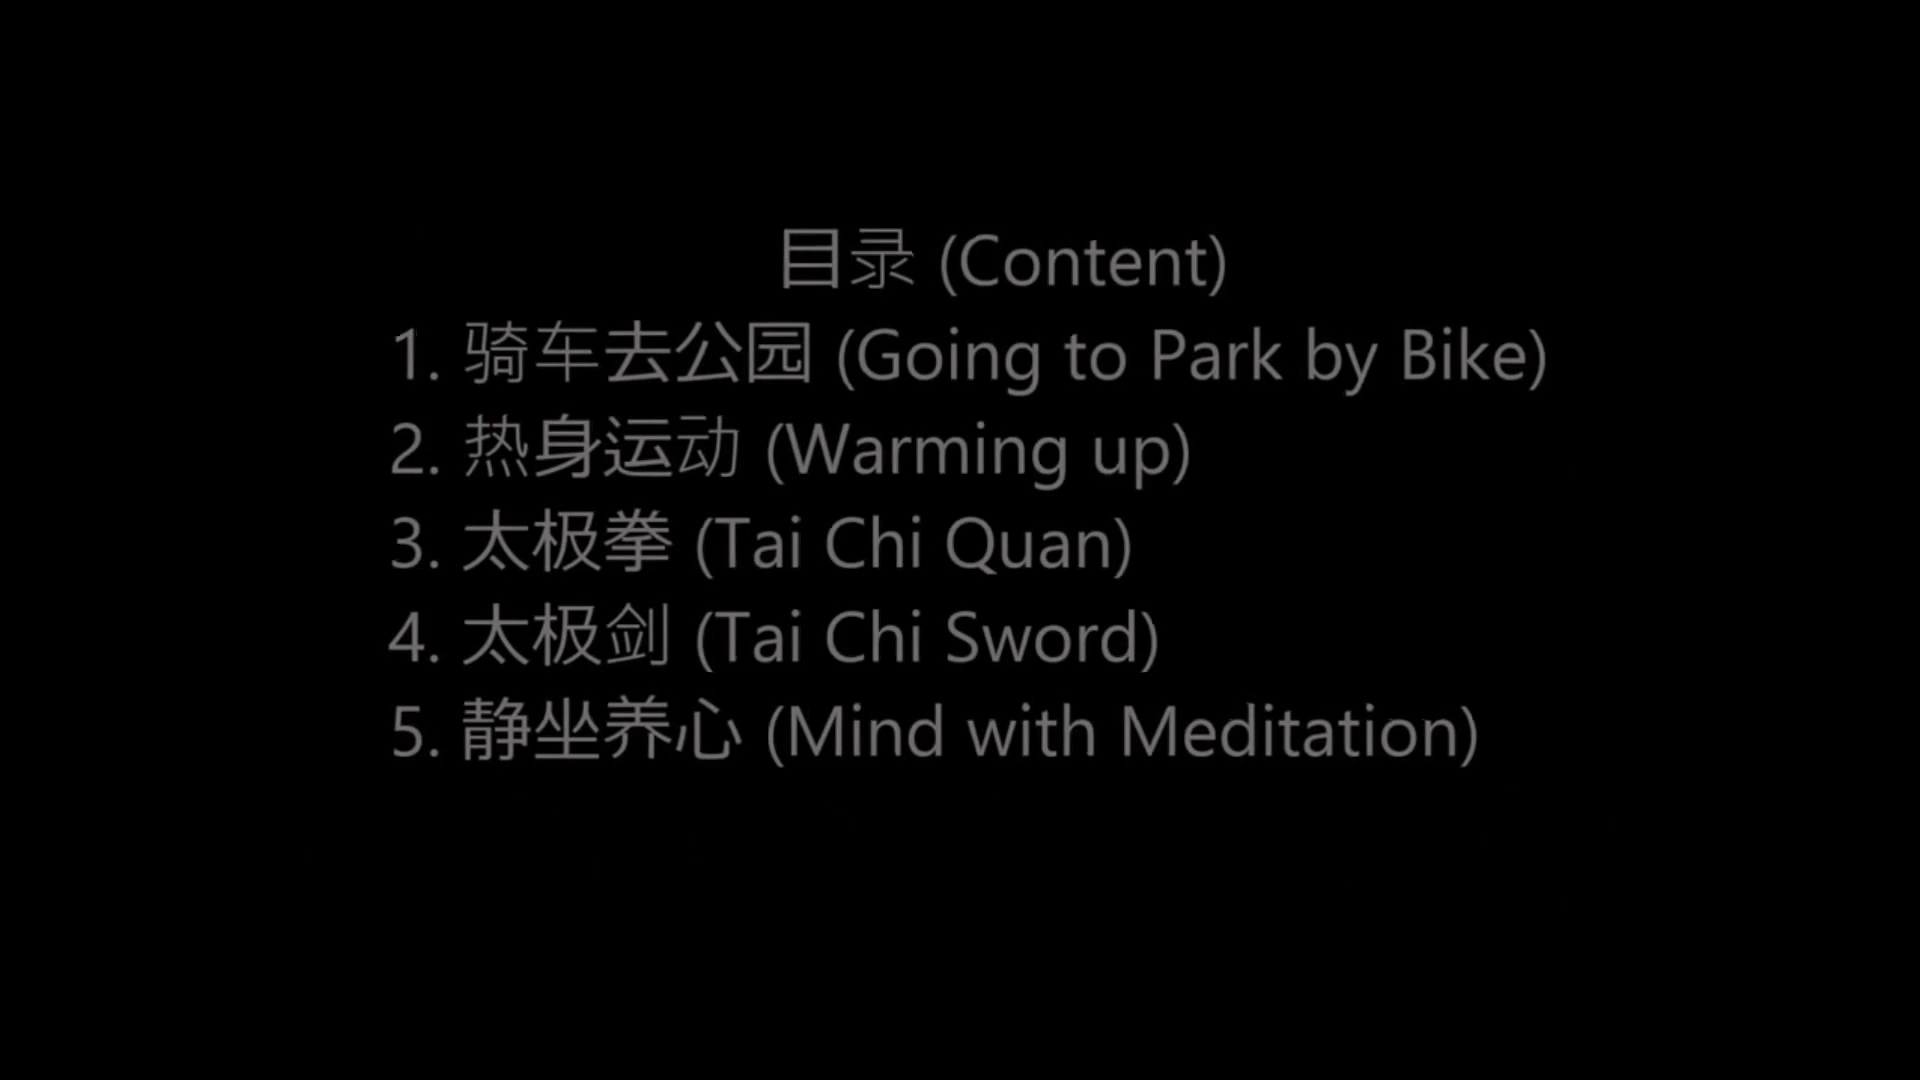 目录 (Content)
1. 骑车去公园 (Going to Park by Bike)
2. 热身运动 (Warming up)
3. 太极拳 (Tai Chi Quan)
4. 太极剑 (Tai Chi Sword)
5. 静坐养心 (Mind with Meditation)